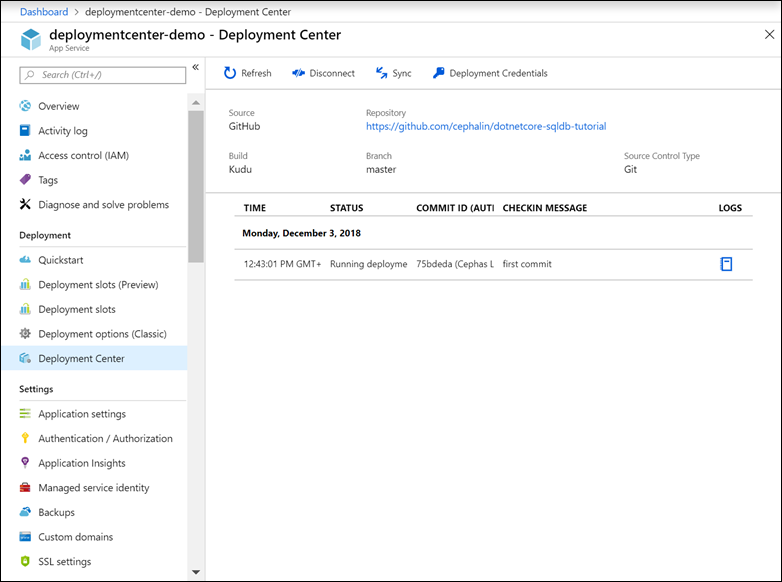 Dashboard > deploymentcenter-demo - Deployment Center
deploymentcenter-demo - Deployment Center
App Service
Search (Ctrl+/)
Overview
Activity log
Access control (IAM)
Tags
Diagnose and solve problems
Deployment
Quickstart
Deployment slots (Preview)
Deployment slots
Deployment options (Classic)
Deployment Center
Settings
Application settings
Authentication / Authorization
Application Insights
Managed service identity
Backups
Custom domains
SSL settings
Refresh Disconnect Sync Deployment Credentials
Source Repository
GitHub https://github.com/cephalin/dotnetcore-sqldb-tutorial
Build Branch Source Control Type
Kudu master Git
TIME STATUS COMMIT ID (AUTI CHECKIN MESSAGE LOGS
Monday, December 3, 2018
12:43:01 PM GMT+ Running deployme 75bdeda (Cephas L first commit